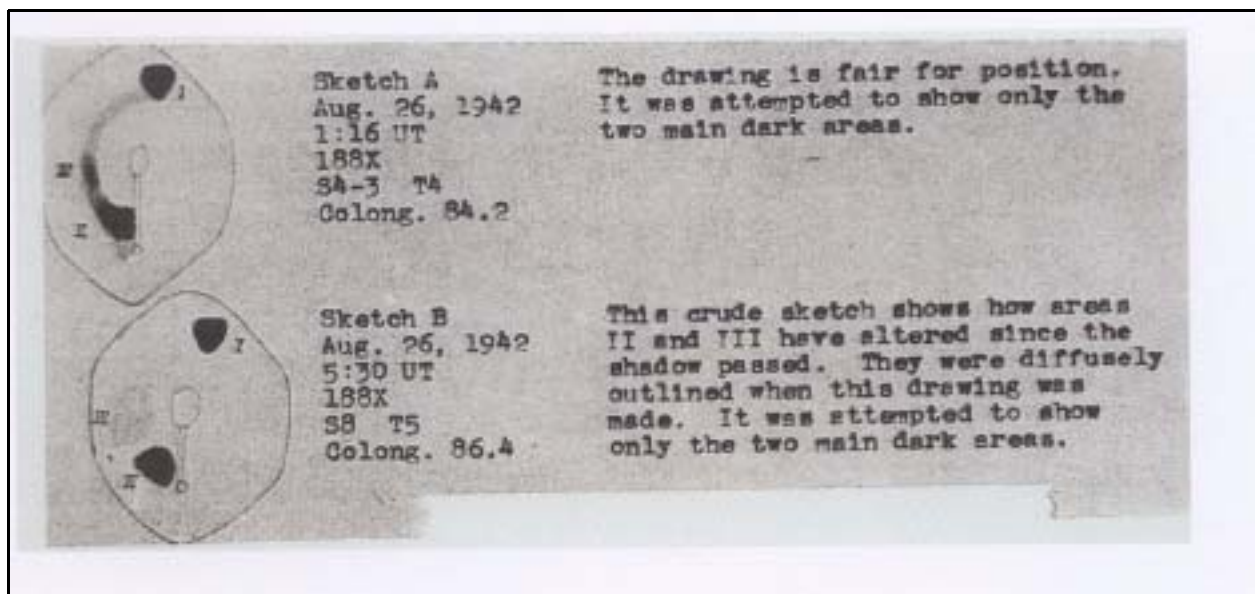 I
III
II
Sketch A
Aug. 26, 1942
1:16 UT
188X
S4-3 T4
Colong. 84.2
The drawing is fair for position.
It was attempted to show only the
two main dark areas.
I
III
II
Sketch B
Aug. 26, 1942
5:30 UT
188X
S8 T5
Colong. 86.4
This crude sketch shows how areas
II and III have altered since the
shadow passed. They were diffusely
outlined when this drawing was
made. It was attempted to show
only the two main dark areas.